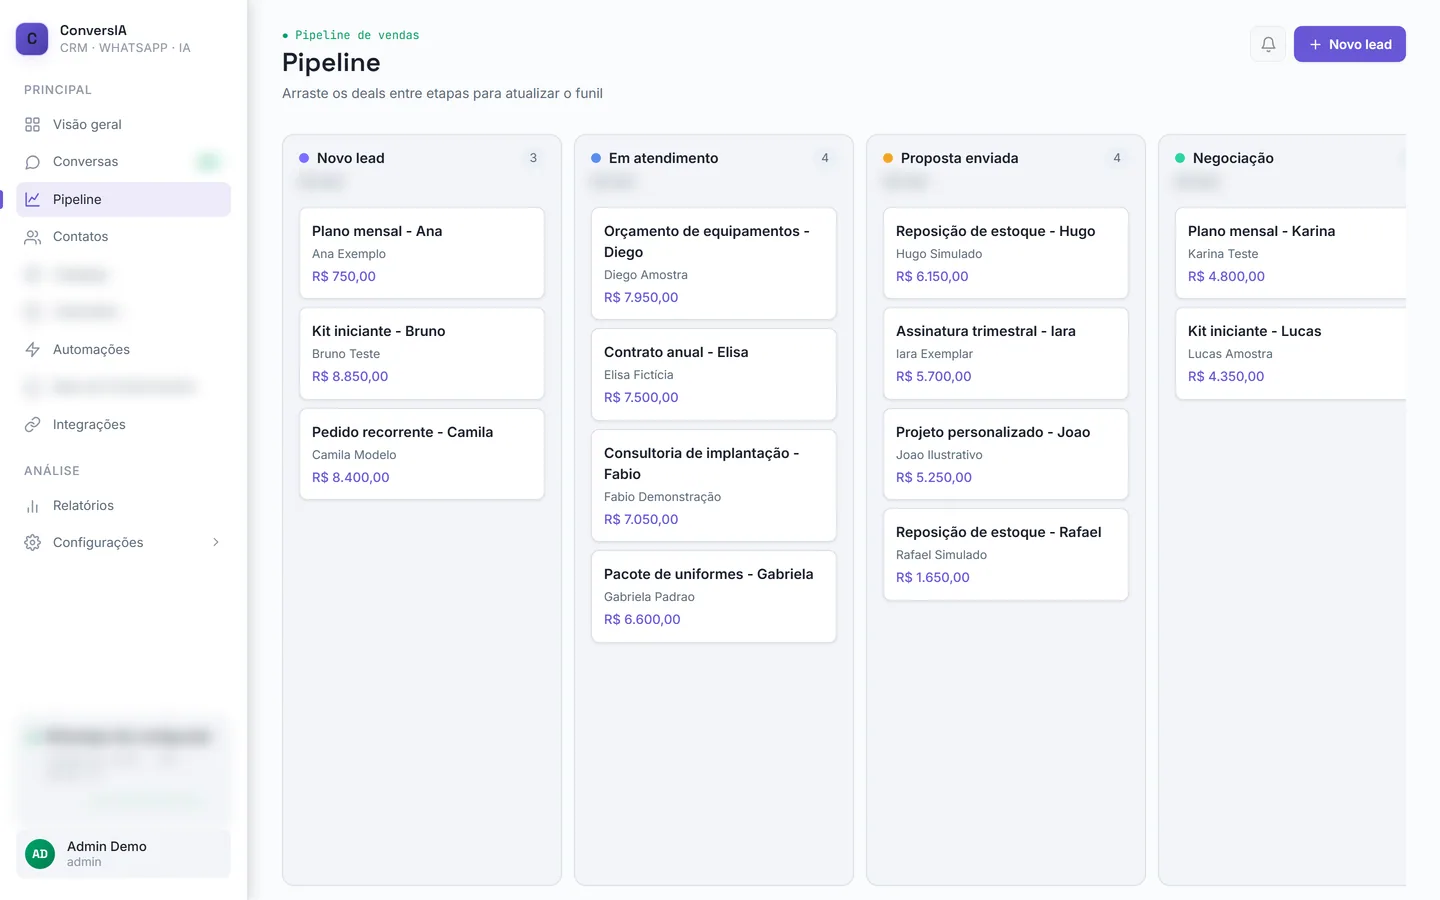 C
ConversIA
CRM · WHATSAPP · IA
PRINCIPAL
Visão geral
Conversas
Pipeline
Contatos
Automações
Integrações
ANÁLISE
Relatórios
Configurações
AD
Admin Demo
admin
Pipeline de vendas
Pipeline
Arraste os deals entre etapas para atualizar o funil
+ Novo lead
Novo lead 3
Plano mensal - Ana
Ana Exemplo
R$ 750,00
Kit iniciante - Bruno
Bruno Teste
R$ 8.850,00
Pedido recorrente - Camila
Camila Modelo
R$ 8.400,00
Em atendimento 4
Orçamento de equipamentos -
Diego
Diego Amostra
R$ 7.950,00
Contrato anual - Elisa
Elisa Fictícia
R$ 7.500,00
Consultoria de implantação -
Fabio
Fabio Demonstração
R$ 7.050,00
Pacote de uniformes - Gabriela
Gabriela Padrao
R$ 6.600,00
Proposta enviada 4
Reposição de estoque - Hugo
Hugo Simulado
R$ 6.150,00
Assinatura trimestral - Iara
Iara Exemplar
R$ 5.700,00
Projeto personalizado - Joao
Joao Ilustrativo
R$ 5.250,00
Reposição de estoque - Rafael
Rafael Simulado
R$ 1.650,00
Negociação
Plano mensal - Karina
Karina Teste
R$ 4.800,00
Kit iniciante - Lucas
Lucas Amostra
R$ 4.350,00